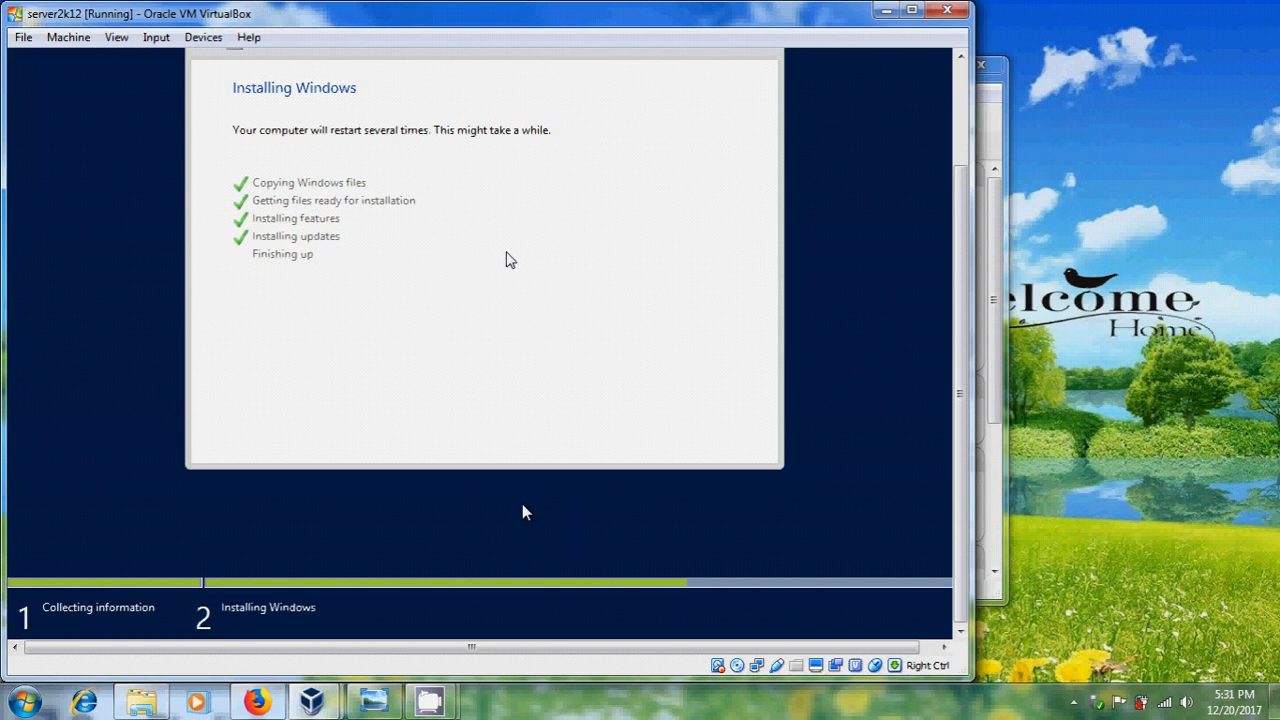 server2k12 [Running] - Oracle VM VirtualBox
File Machine View Input Devices Help
Installing Windows
Your computer will restart several times. This might take a while.
Copying Windows files
Getting files ready for installation
Installing features
Installing updates
Finishing up
elcome
Home
1 Collecting information 2 Installing Windows
Right Ctrl
5:31 PM
12/20/2017